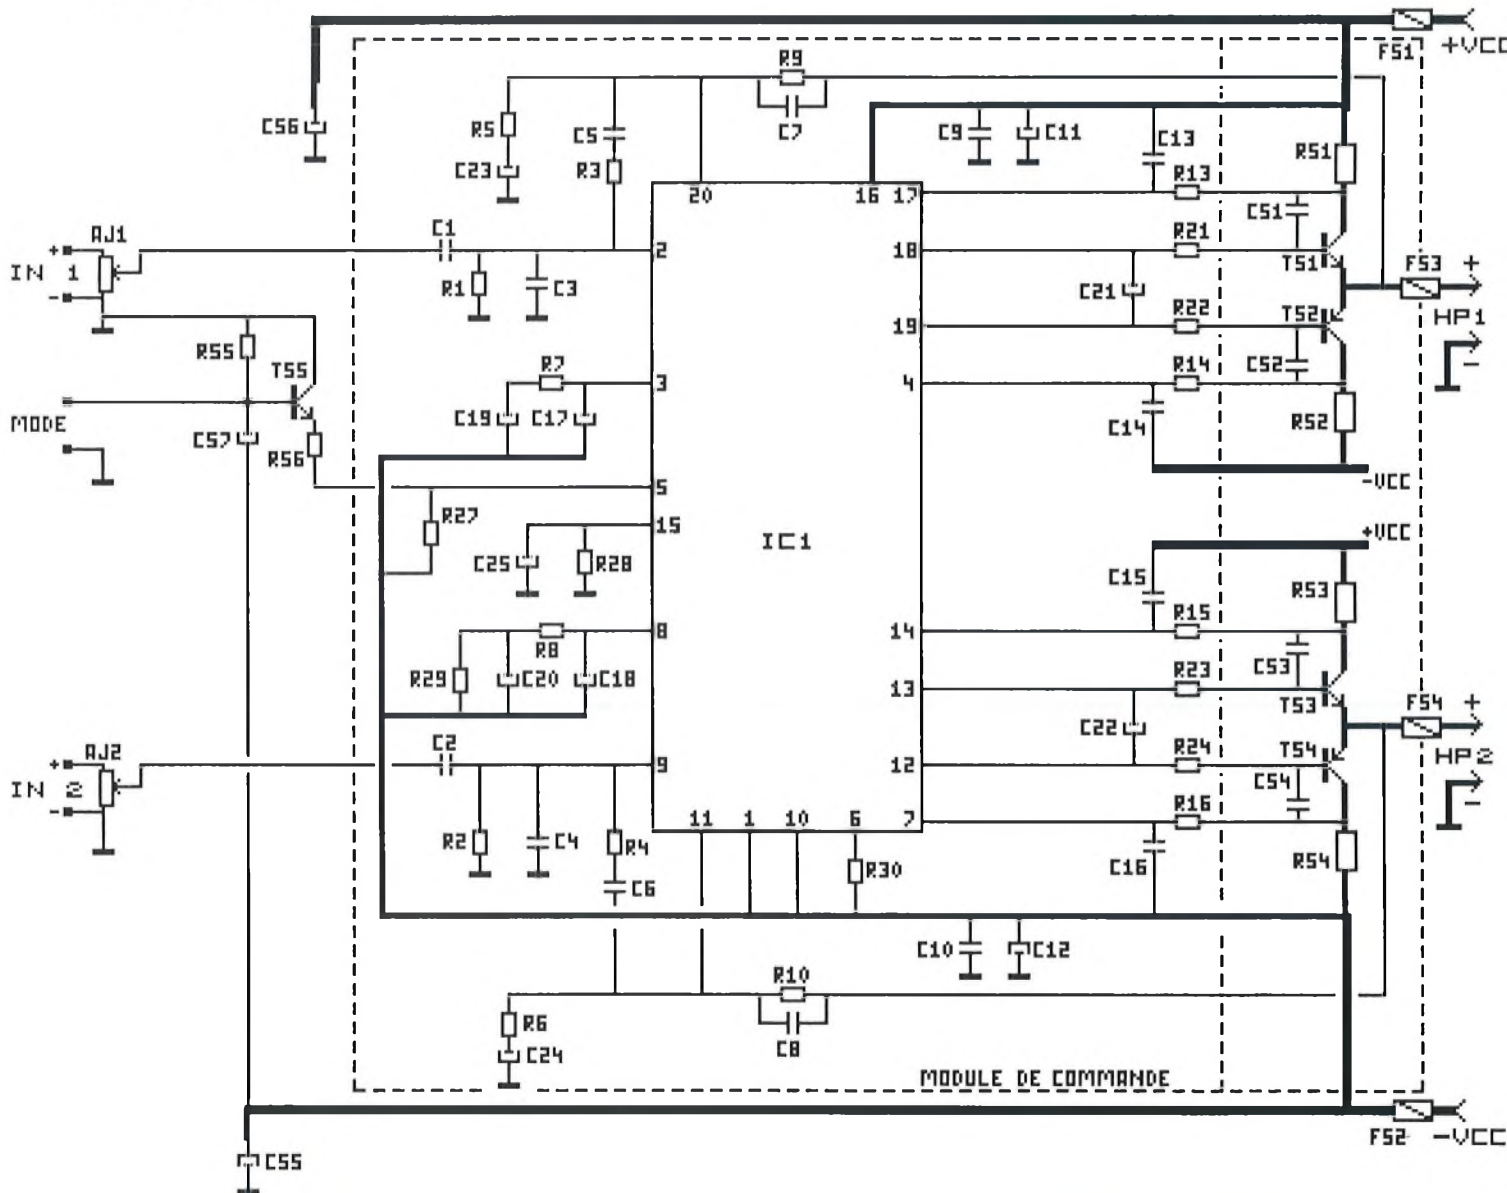 FS1
+VCC
R9
C56
R5
C5
C7
C9
C11
C13
R51
C23
R3
R13
20
16
17
C51
AJ1
C1
R21
+
2
18
IN 1
TS1
FS3
+
R1
C3
C21
-
R22
TS2
HP1
19
R55
R7
R14
C52
-
TS5
3
4
MODE
C19
C17
C14
R52
C57
R56
-VCC
5
R27
15
+VCC
IC1
C25
R28
C15
R53
R15
8
14
R8
C53
R29
C20
C18
R23
13
TS3
FS4
+
C2
C22
AJ2
R24
TS4
HP2
+
9
12
IN 2
C54
-
-
11
1
10
6
7
R16
R2
C4
R4
R30
C16
R54
C6
C10
C12
R10
R6
C24
C8
MODULE DE COMMANDE
FS2
-VCC
C55